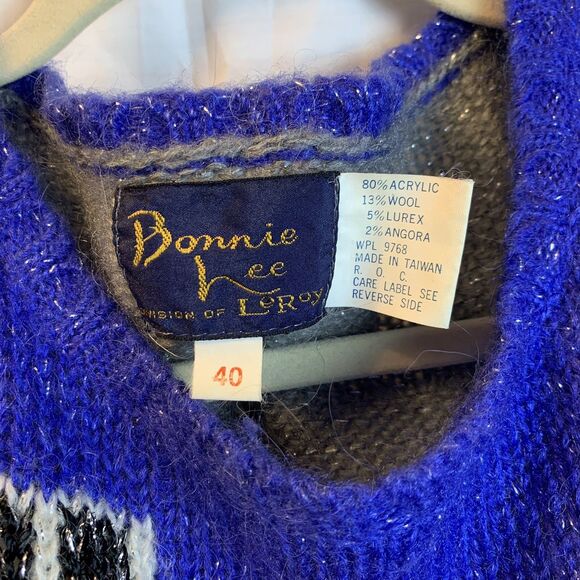 Bonnie
Lee
VISION OF LeRoy
80% ACRYLIC
13% WOOL
5% LUREX
2% ANGORA
WPL 9768
MADE IN TAIWAN
R. O. C.
CARE LABEL SEE
REVERSE SIDE
40